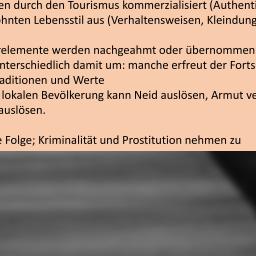 en durch den Tourismus kommerzialisiert (Authenti
ohnten Lebensstil aus (Verhaltensweisen, Kleidung
relemente werden nachgeahmt oder übernommen
nterschiedlich damit um: manche erfreut der Forts
aditionen und Werte
lokalen Bevölkerung kann Neid auslösen, Armut ve
auslösen.
e Folge; Kriminalität und Prostitution nehmen zu